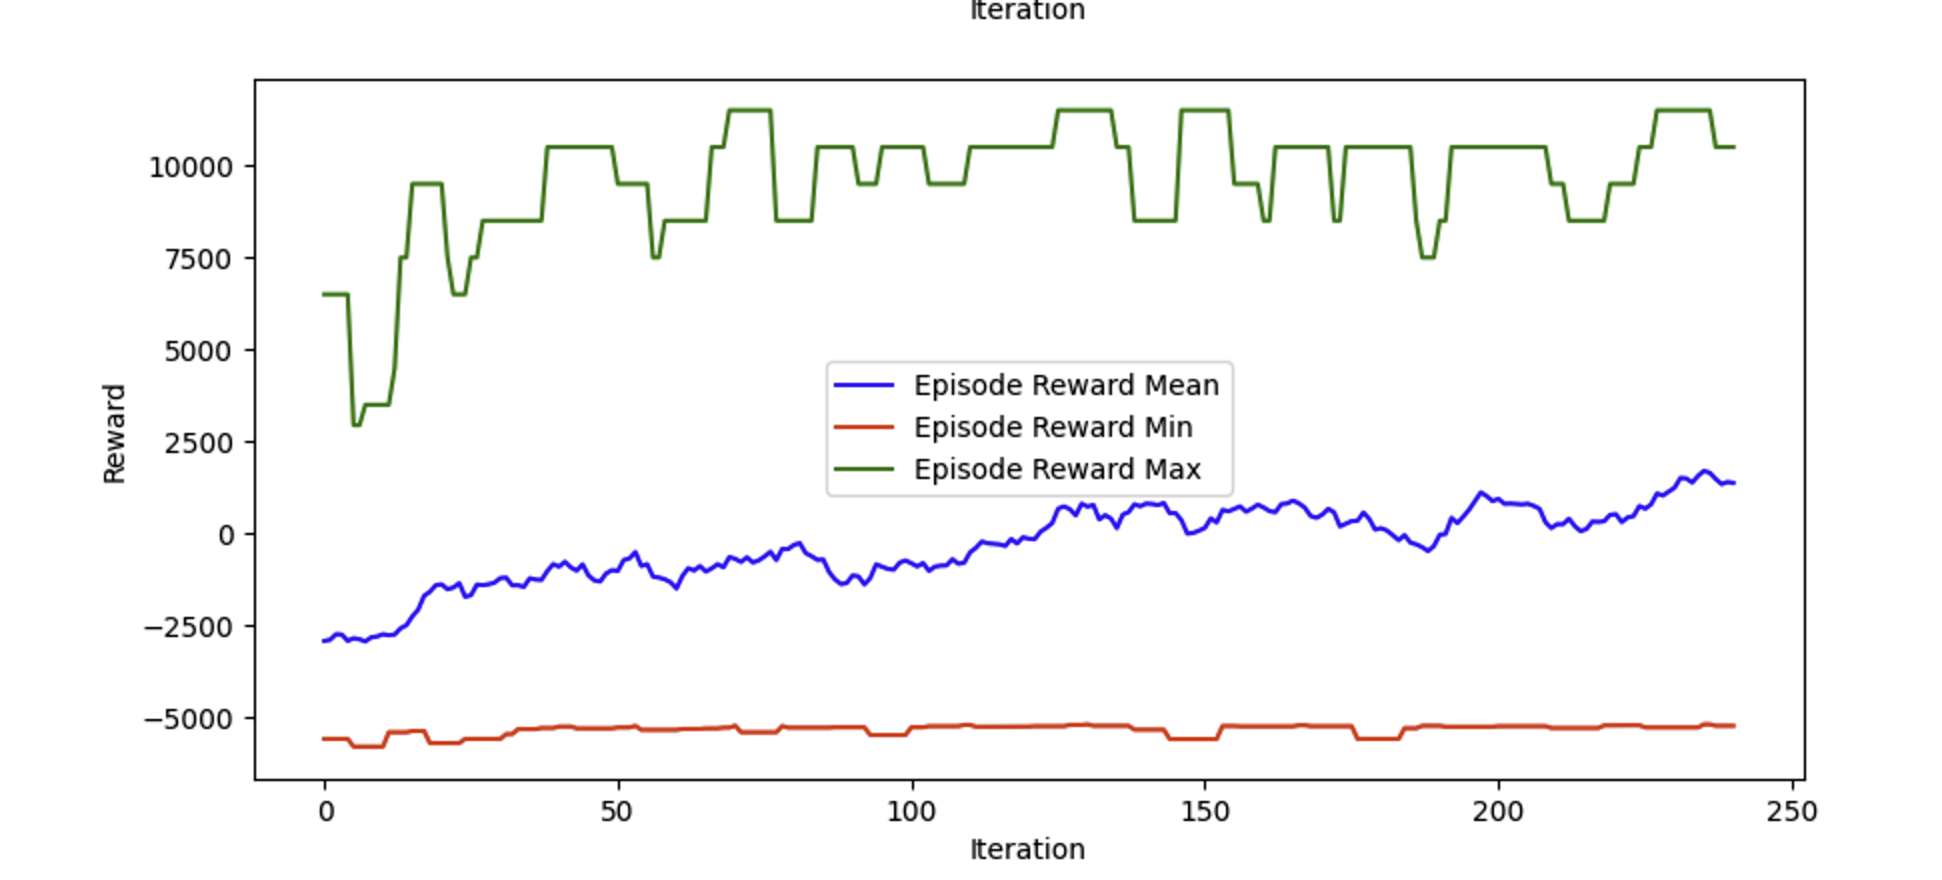 Iteration
10000
7500
5000
2500
0
−2500
−5000
Reward
Episode Reward Mean
Episode Reward Min
Episode Reward Max
0 50 100 150 200 250
Iteration